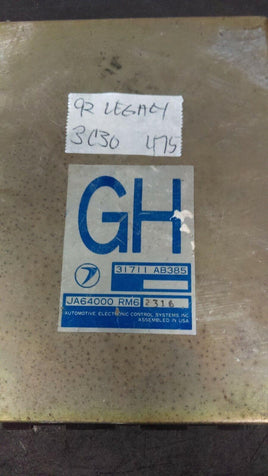 92 LEGACY
3C30 475
GH
31711 AB385
JA64000 RM6 2316
AUTOMOTIVE ELECTRONIC CONTROL SYSTEMS INC
ASSEMBLED IN USA